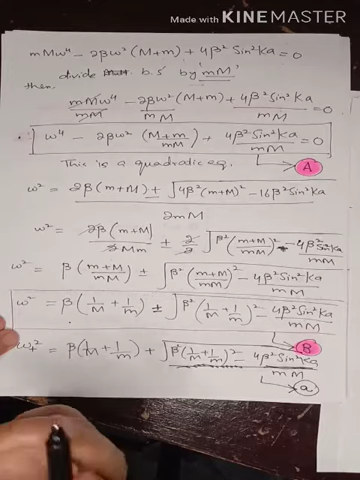 Made with KINEMASTER
mMω⁴ - 2βω² (M+m) + 4β² Sin²Ka = 0
divide b.s by 'mM'
then.
mMω⁴/mM - 2βω²/mM (M+m) + 4β² Sin²Ka/mM = 0
ω⁴ - 2βω² (M+m/mM) + 4β² Sin²Ka/mM = 0
This is a quadradic eq. A
ω² = 2β(m+M) ± √4β²(m+M)² - 16β² Sin²Ka / 2mM
ω² = 2β(m+M)/2Mm ± 2/2 √β² (m+M/mM)² - 4β² Sin²Ka/mM
ω² = β (m+M/mM) ± √β² (m+M/mM)² - 4β² Sin²Ka/mM
ω² = β (1/M + 1/m) ± √β² (1/M + 1/m)² - 4β² Sin²Ka/mM
B
ω₊² = β(1/M + 1/m) + √β² (1/M + 1/m)² - 4β² Sin²Ka/mM
a